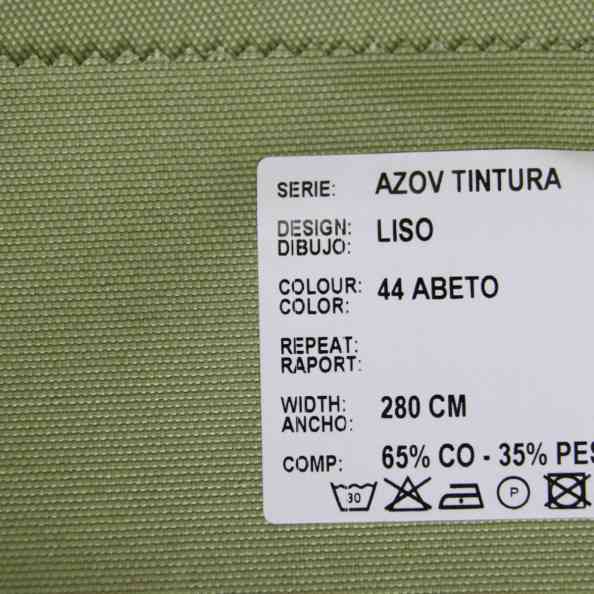 SERIE: AZOV TINTURA
DESIGN:
DIBUJO: LISO
COLOUR:
COLOR: 44 ABETO
REPEAT:
RAPORT:
WIDTH:
ANCHO: 280 CM
COMP: 65% CO - 35% PES
30 P